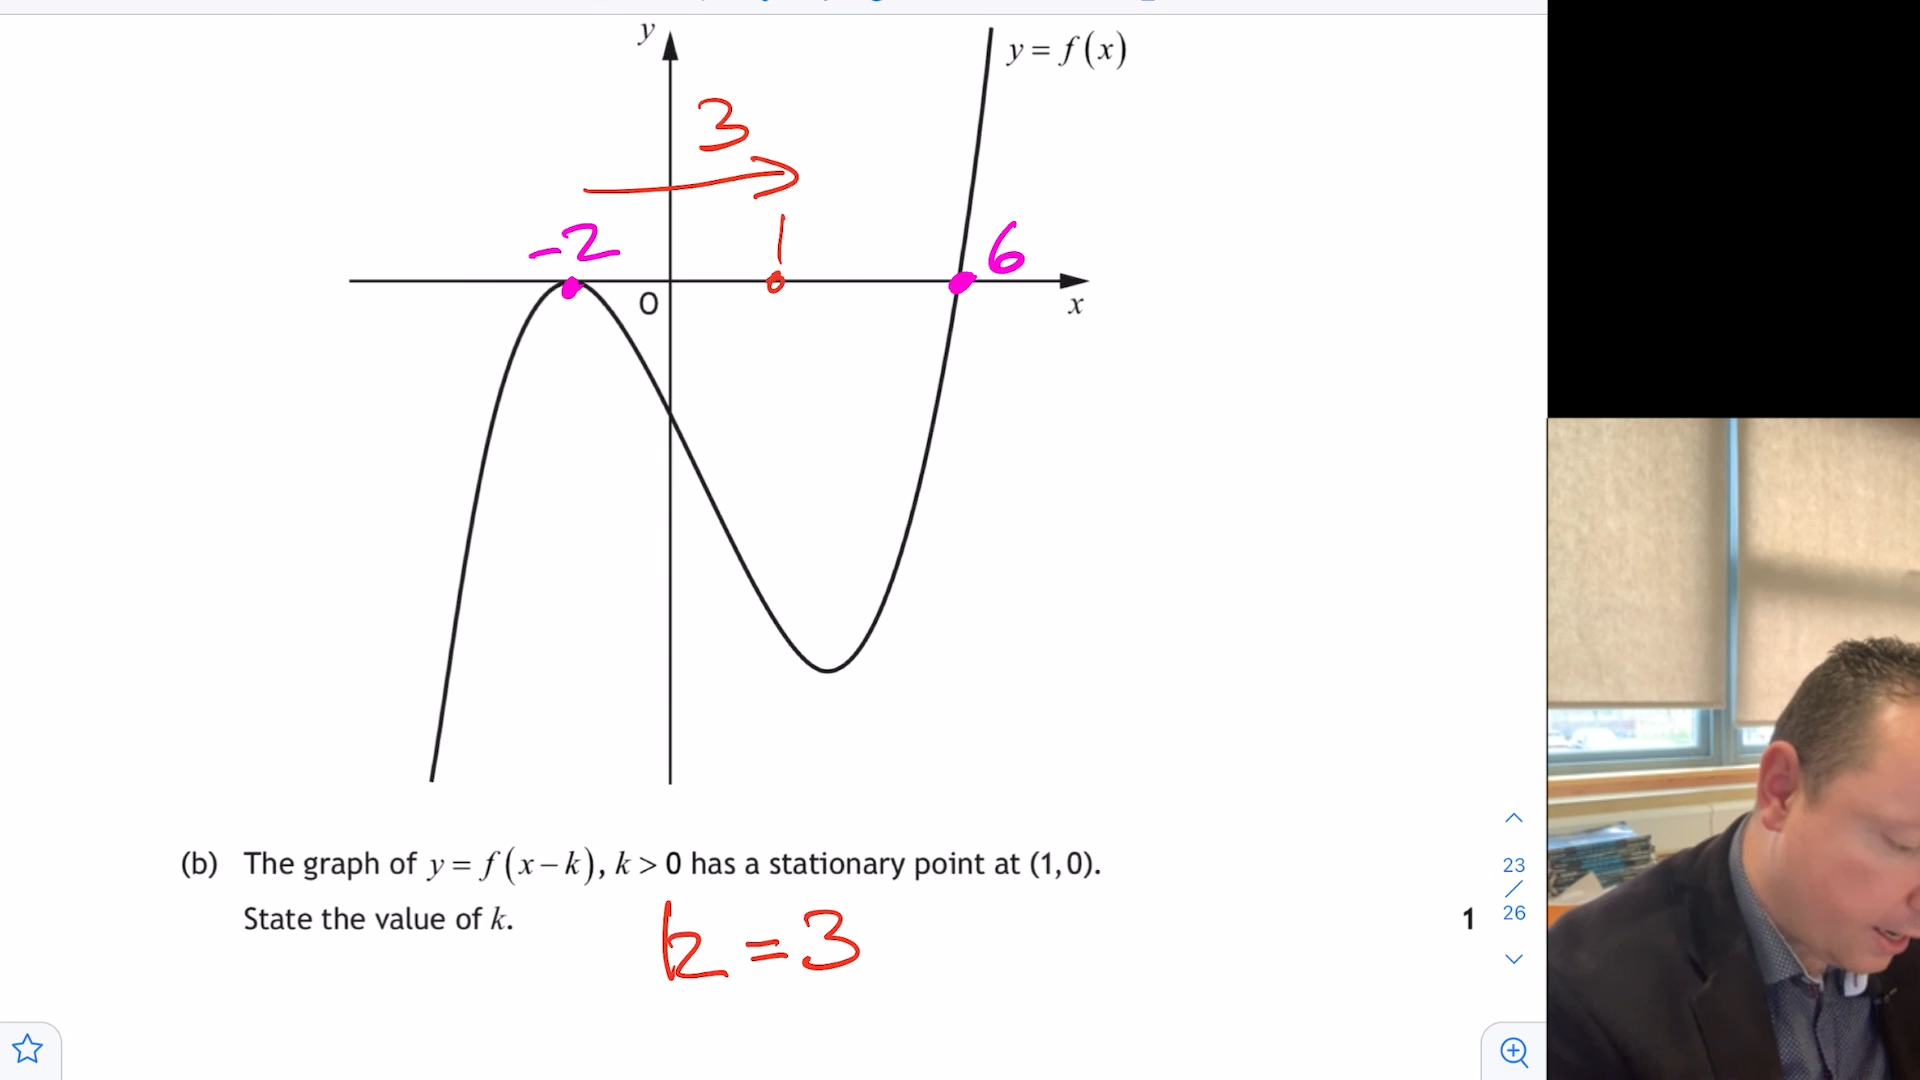 y
y = f(x)
3
-2
1
6
O
x
(b) The graph of y = f(x − k), k > 0 has a stationary point at (1, 0).
State the value of k.
1
k = 3
23
/
26